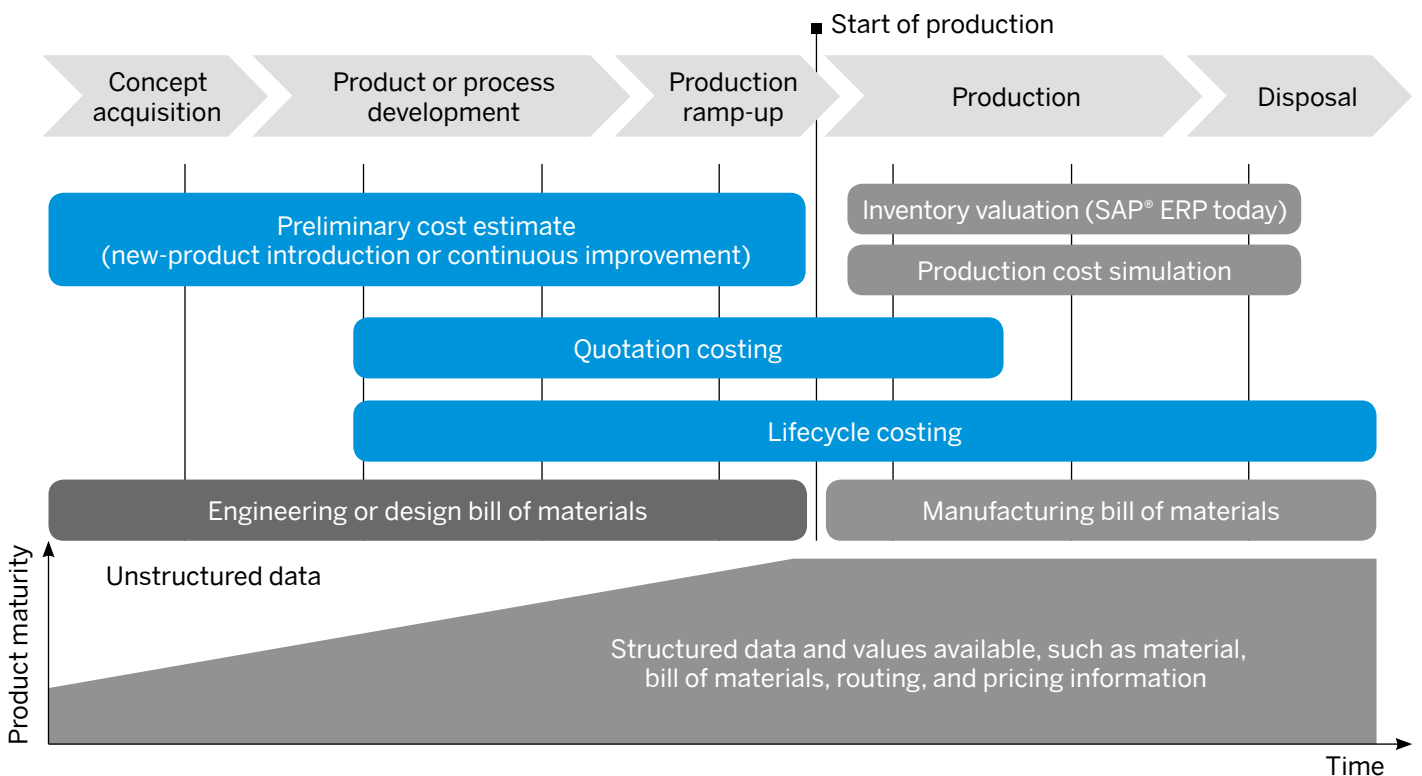 Start of production
Concept
acquisition
Product or process
development
Production
ramp-up
Production
Disposal
Preliminary cost estimate
(new-product introduction or continuous improvement)
Inventory valuation (SAP® ERP today)
Production cost simulation
Quotation costing
Lifecycle costing
Engineering or design bill of materials
Manufacturing bill of materials
Product maturity
Unstructured data
Structured data and values available, such as material,
bill of materials, routing, and pricing information
Time